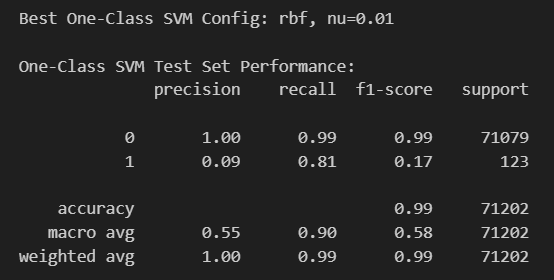 Best One-Class SVM Config: rbf, nu=0.01
One-Class SVM Test Set Performance:
precision recall f1-score support
0 1.00 0.99 0.99 71079
1 0.09 0.81 0.17 123
accuracy 0.99 71202
macro avg 0.55 0.90 0.58 71202
weighted avg 1.00 0.99 0.99 71202